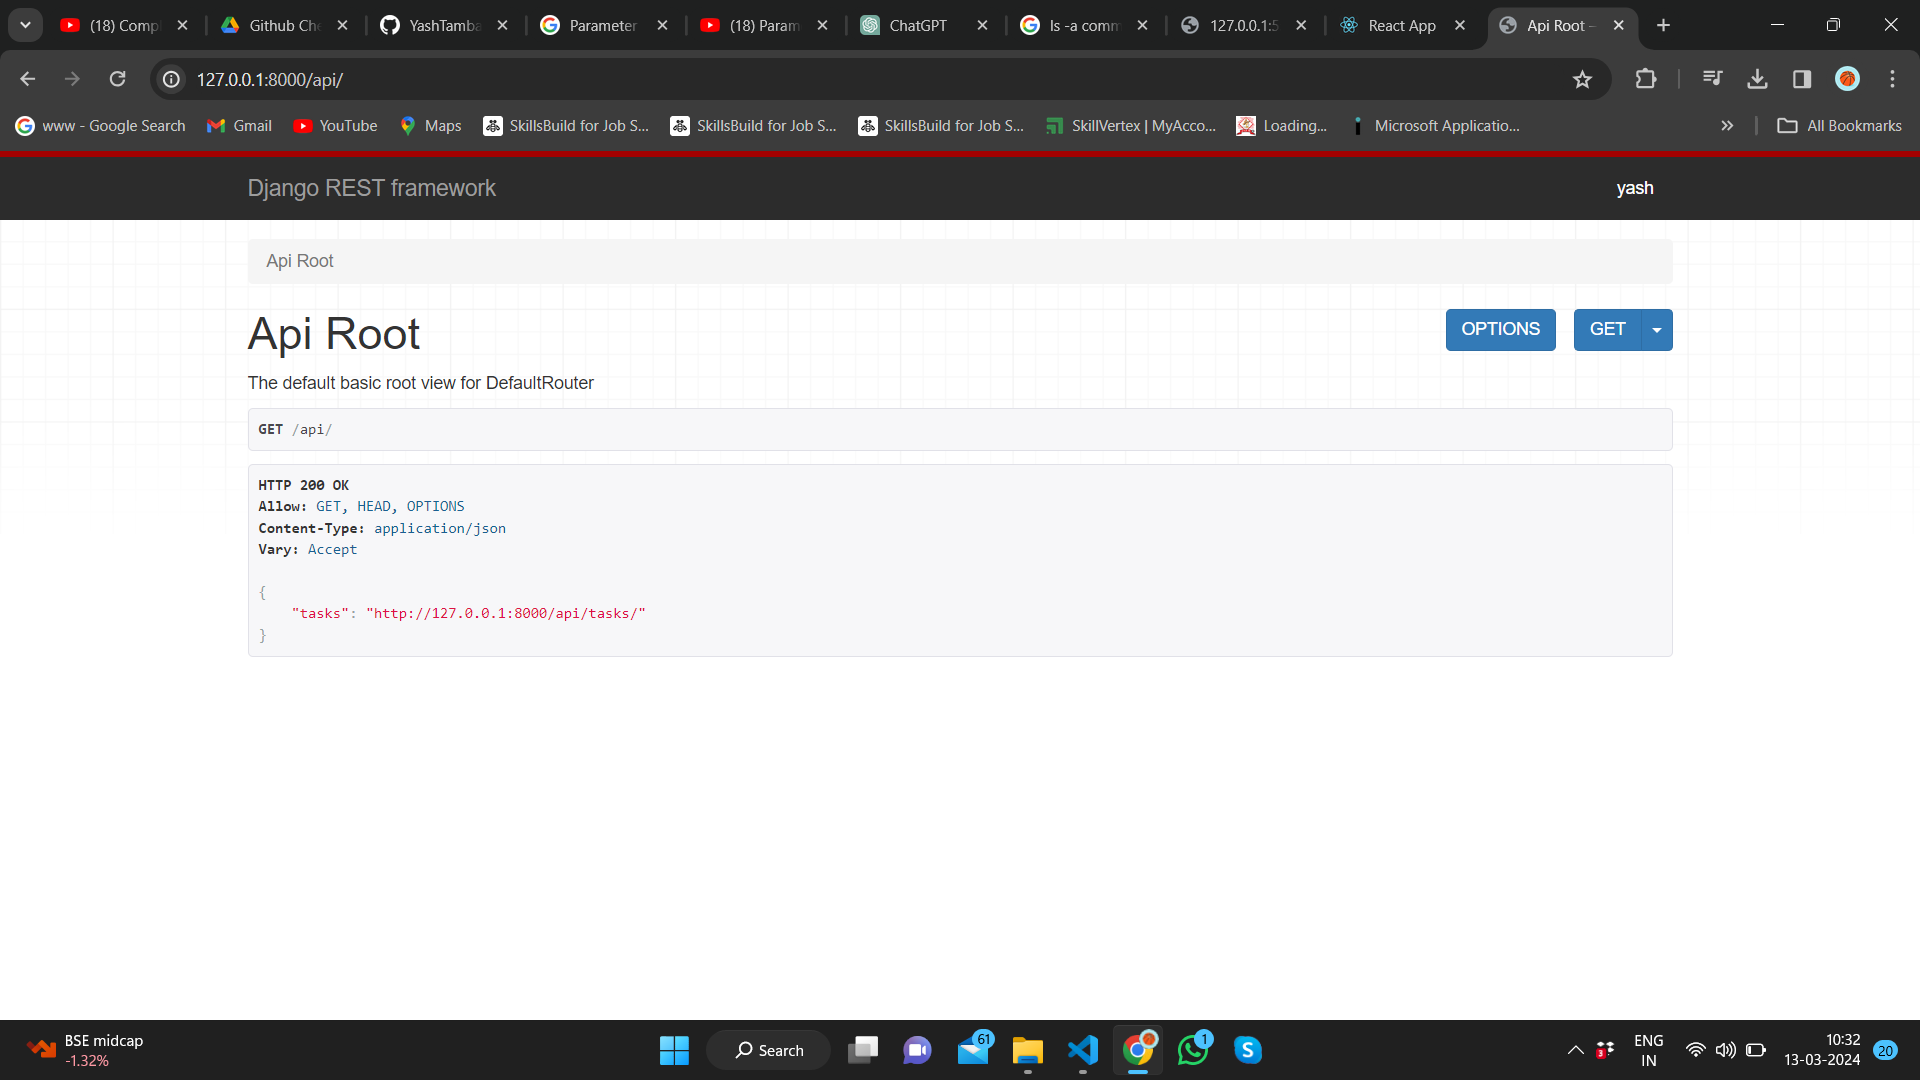 (18) Compl
Github Che
YashTamba
Parameter
(18) Param
ChatGPT
ls -a comm
127.0.0.1:5
React App
Api Root –
127.0.0.1:8000/api/
www - Google Search
Gmail
YouTube
Maps
SkillsBuild for Job S...
SkillsBuild for Job S...
SkillsBuild for Job S...
SkillVertex | MyAcco...
Loading...
Microsoft Applicatio...
All Bookmarks
Django REST framework
yash
Api Root
Api Root
OPTIONS
GET
The default basic root view for DefaultRouter
GET /api/
HTTP 200 OK
Allow: GET, HEAD, OPTIONS
Content-Type: application/json
Vary: Accept
{
"tasks": "http://127.0.0.1:8000/api/tasks/"
}
BSE midcap
-1.32%
Search
61
1
S
3
ENG
IN
10:32
13-03-2024
20